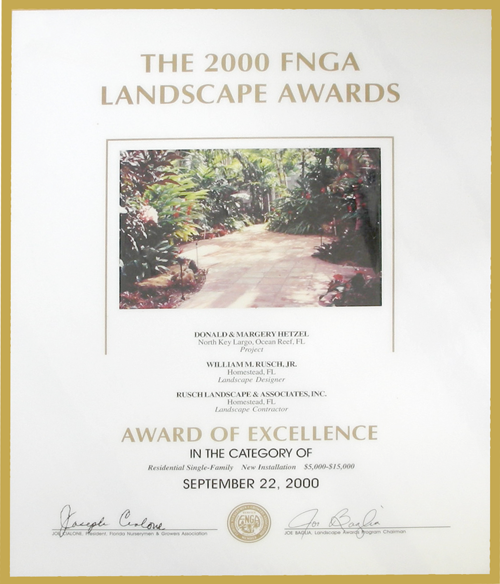 THE 2000 FNGA
LANDSCAPE AWARDS
DONALD & MARGERY HETZEL
North Key Largo, Ocean Reef, FL
Project
WILLIAM M. RUSCH, JR.
Homestead, FL
Landscape Designer
RUSCH LANDSCAPE & ASSOCIATES, INC.
Homestead, FL
Landscape Contractor
AWARD OF EXCELLENCE
IN THE CATEGORY OF
Residential Single-Family New Installation $5,000-$15,000
SEPTEMBER 22, 2000
Joseph Cialone
JOE CIALONE, President, Florida Nurserymen & Growers Association
FNGA
Joe Baglia
JOE BAGLIA, Landscape Awards Program Chairman